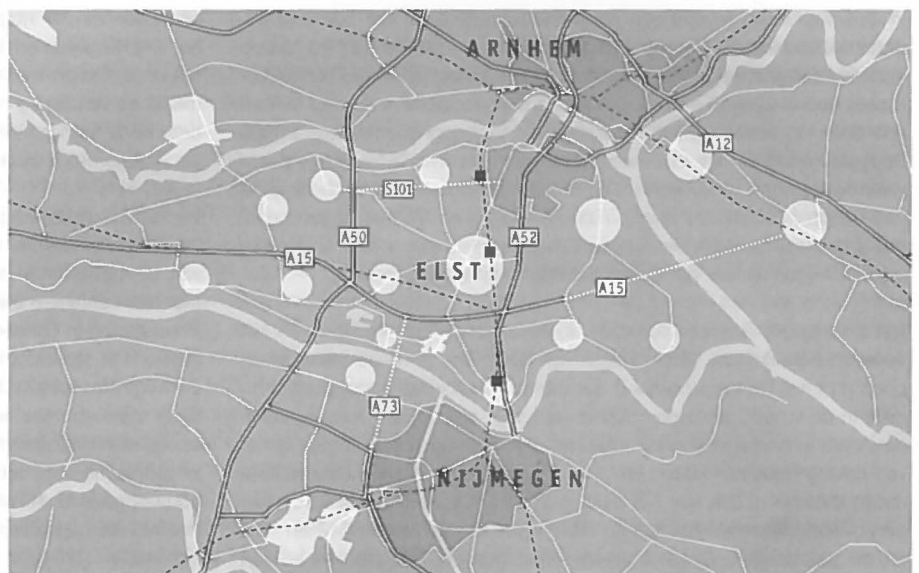 ARNHEM
A12
S101
A50
A52
A15
ELST
A15
A73
NIJMEGEN